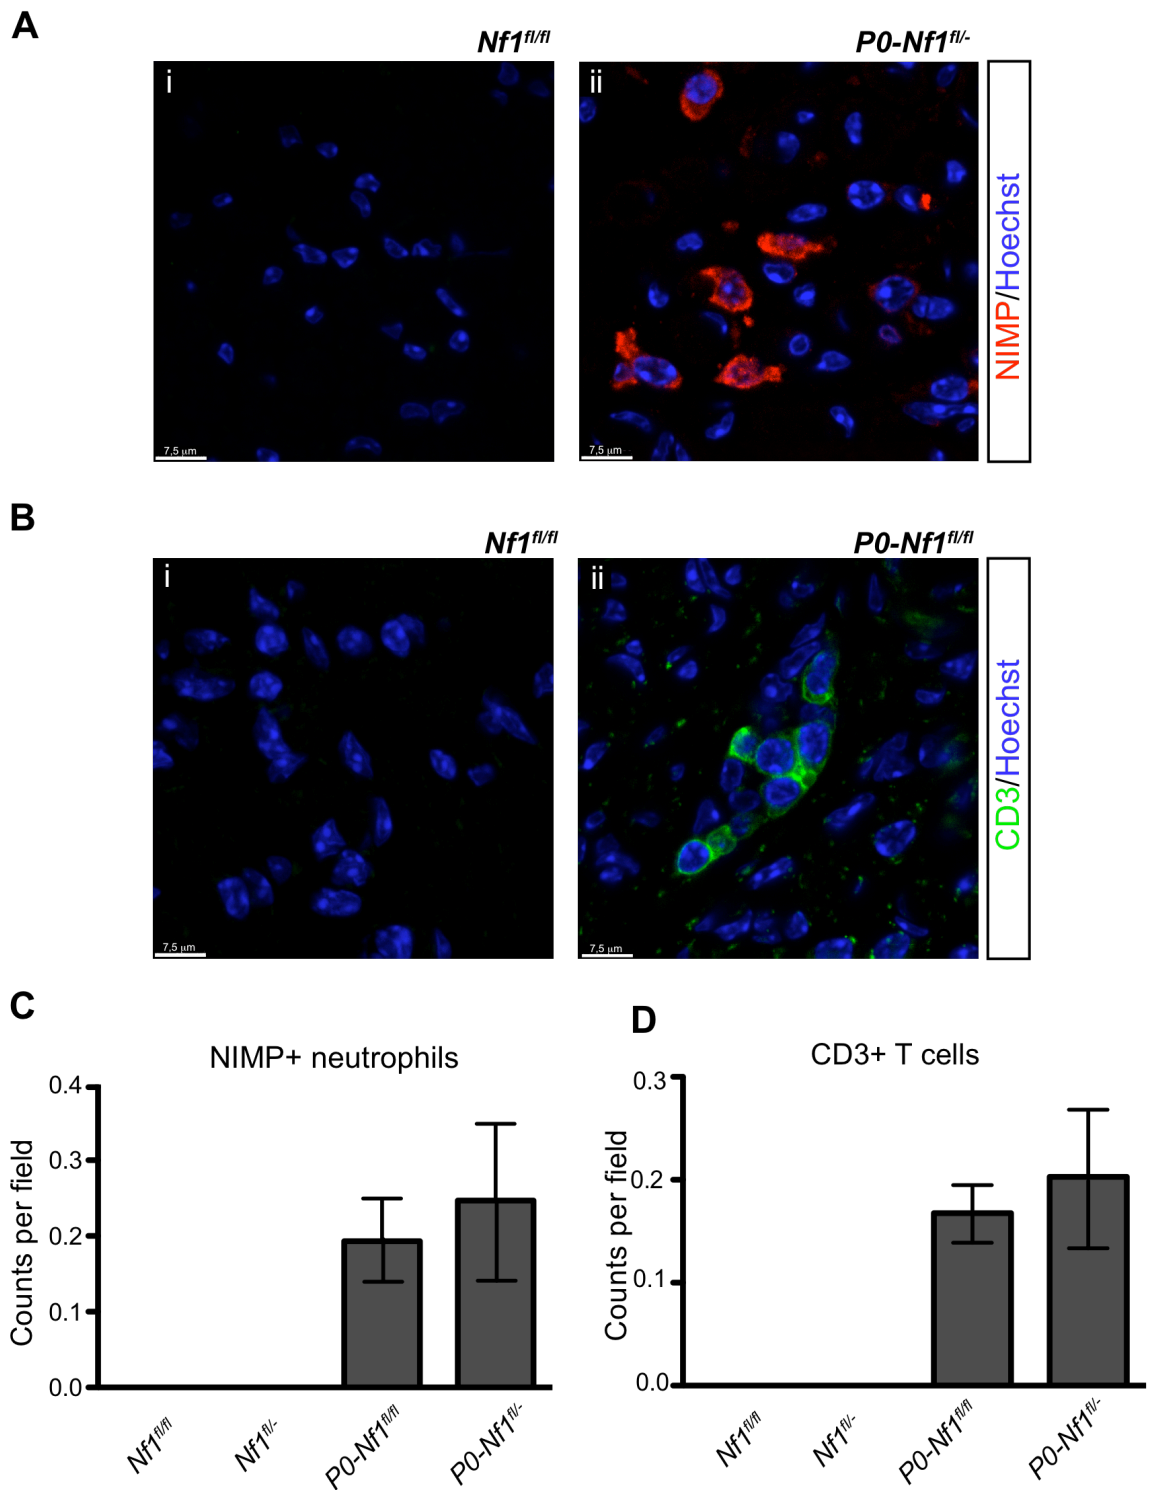 A
Nf1fl/fl
P0-Nf1fl/-
i
ii
7,5 µm
7,5 µm
NIMP/Hoechst
B
Nf1fl/fl
P0-Nf1fl/fl
i
ii
7,5 µm
7,5 µm
CD3/Hoechst
C
NIMP+ neutrophils
Counts per field
0.4
0.3
0.2
0.1
0.0
Nf1fl/fl
Nf1fl/-
P0-Nf1fl/fl
P0-Nf1fl/-
D
CD3+ T cells
Counts per field
0.3
0.2
0.1
0.0
Nf1fl/fl
Nf1fl/-
P0-Nf1fl/fl
P0-Nf1fl/-